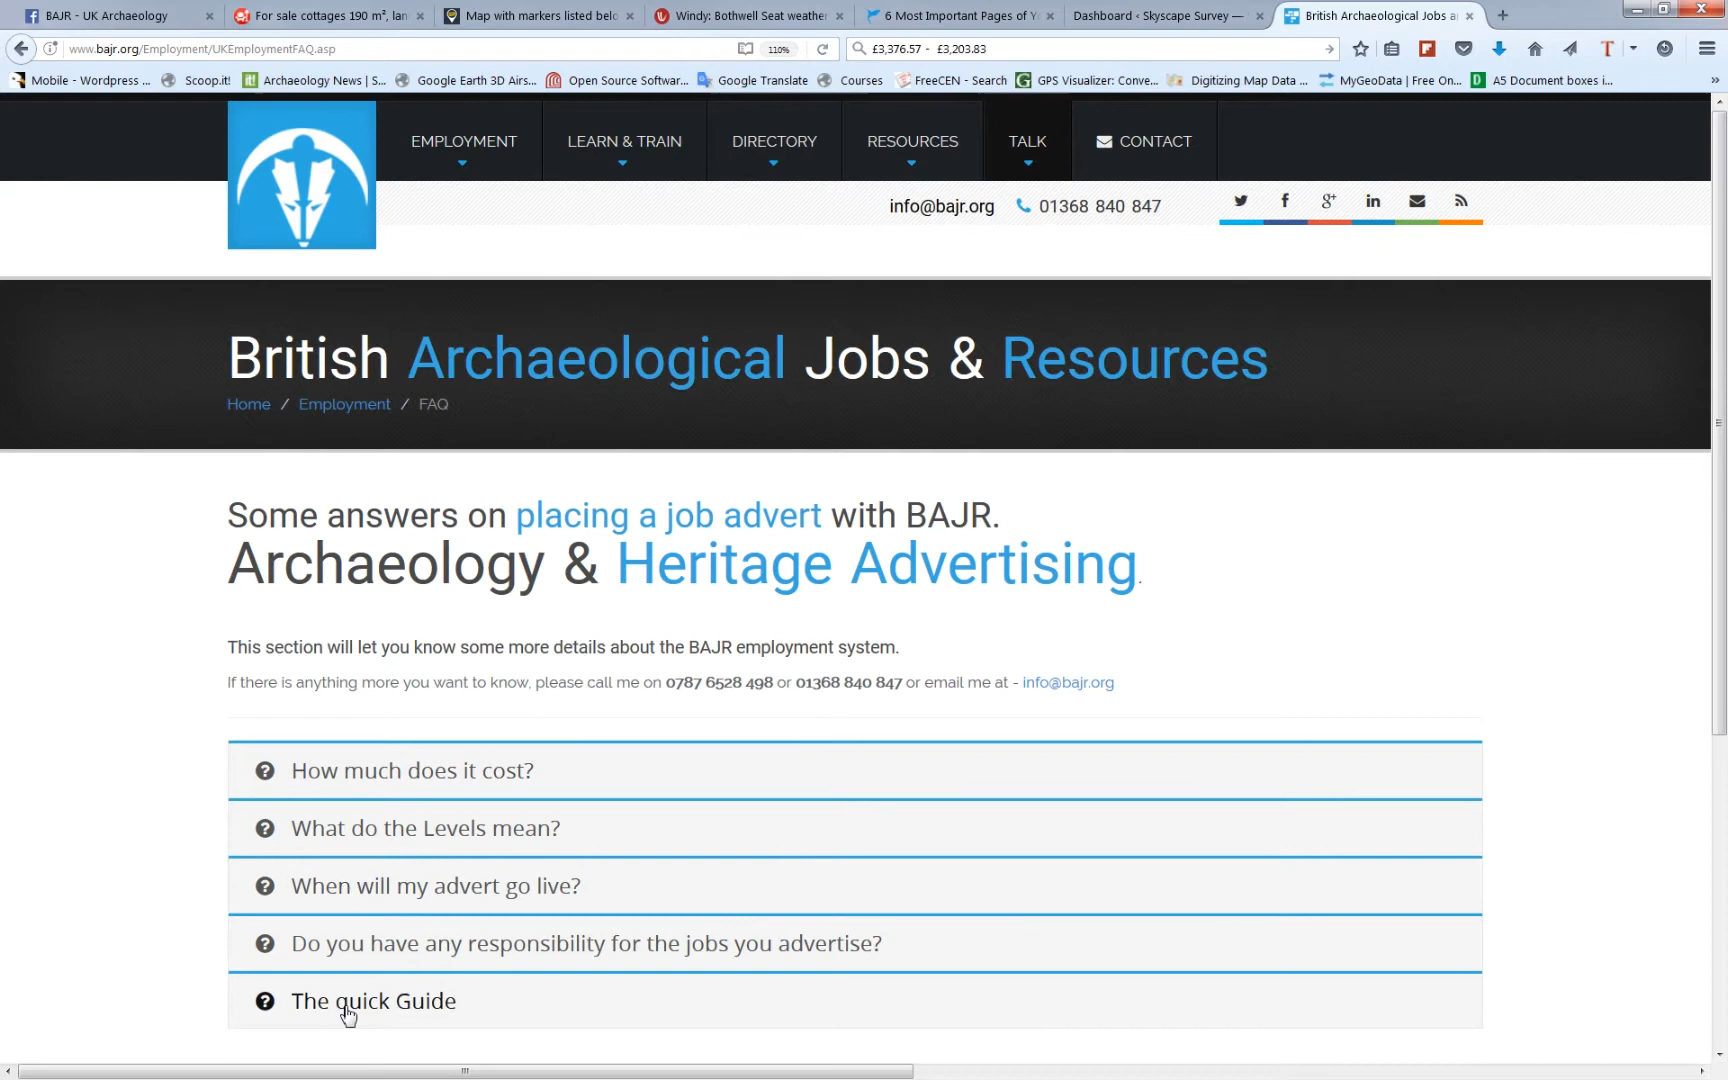 BAJR - UK Archaeology
For sale cottages 190 m², lan
Map with markers listed belo
Windy: Bothwell Seat weather
6 Most Important Pages of Y
Dashboard ‹ Skyscape Survey —
British Archaeological Jobs a
www.bajr.org/Employment/UKEmploymentFAQ.asp
110%
£3,376.57 - £3,203.83
Mobile - Wordpress ...
Scoop.it!
Archaeology News | S...
Google Earth 3D Airs...
Open Source Softwar...
Google Translate
Courses
FreeCEN - Search
GPS Visualizer: Conve...
Digitizing Map Data ...
MyGeoData | Free On...
A5 Document boxes i...
EMPLOYMENT
LEARN & TRAIN
DIRECTORY
RESOURCES
TALK
CONTACT
info@bajr.org
01368 840 847
British Archaeological Jobs & Resources
Home / Employment / FAQ
Some answers on placing a job advert with BAJR.
Archaeology & Heritage Advertising.
This section will let you know some more details about the BAJR employment system.
If there is anything more you want to know, please call me on 0787 6528 498 or 01368 840 847 or email me at - info@bajr.org
How much does it cost?
What do the Levels mean?
When will my advert go live?
Do you have any responsibility for the jobs you advertise?
The quick Guide